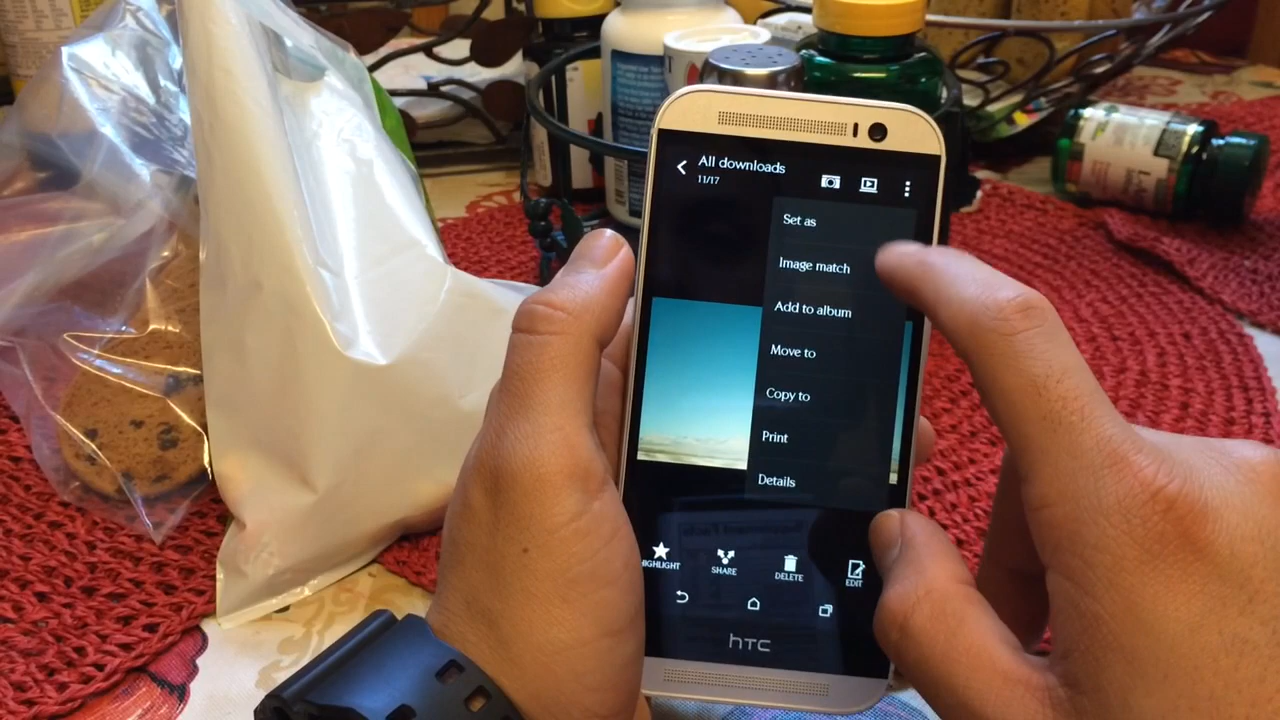 All downloads
11/17
Set as
Image match
Add to album
Move to
Copy to
Print
Details
HIGHLIGHT
SHARE
DELETE
EDIT
hTC